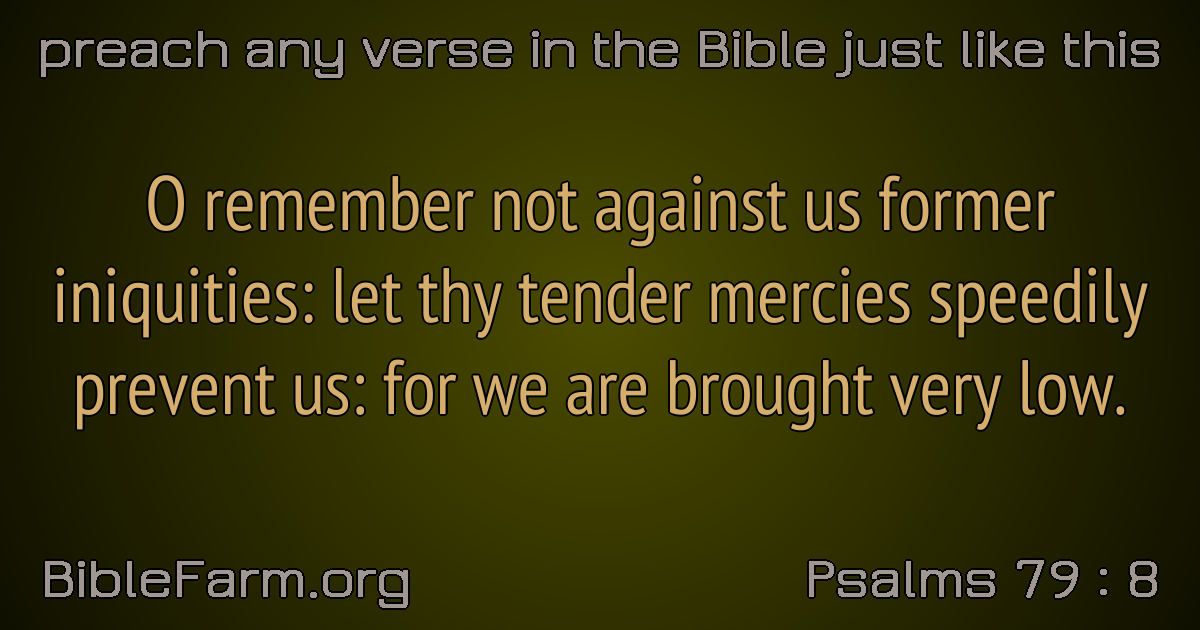 preach any verse in the Bible just like this
O remember not against us former
iniquities: let thy tender mercies speedily
prevent us: for we are brought very low.
BibleFarm.org
Psalms 79 : 8